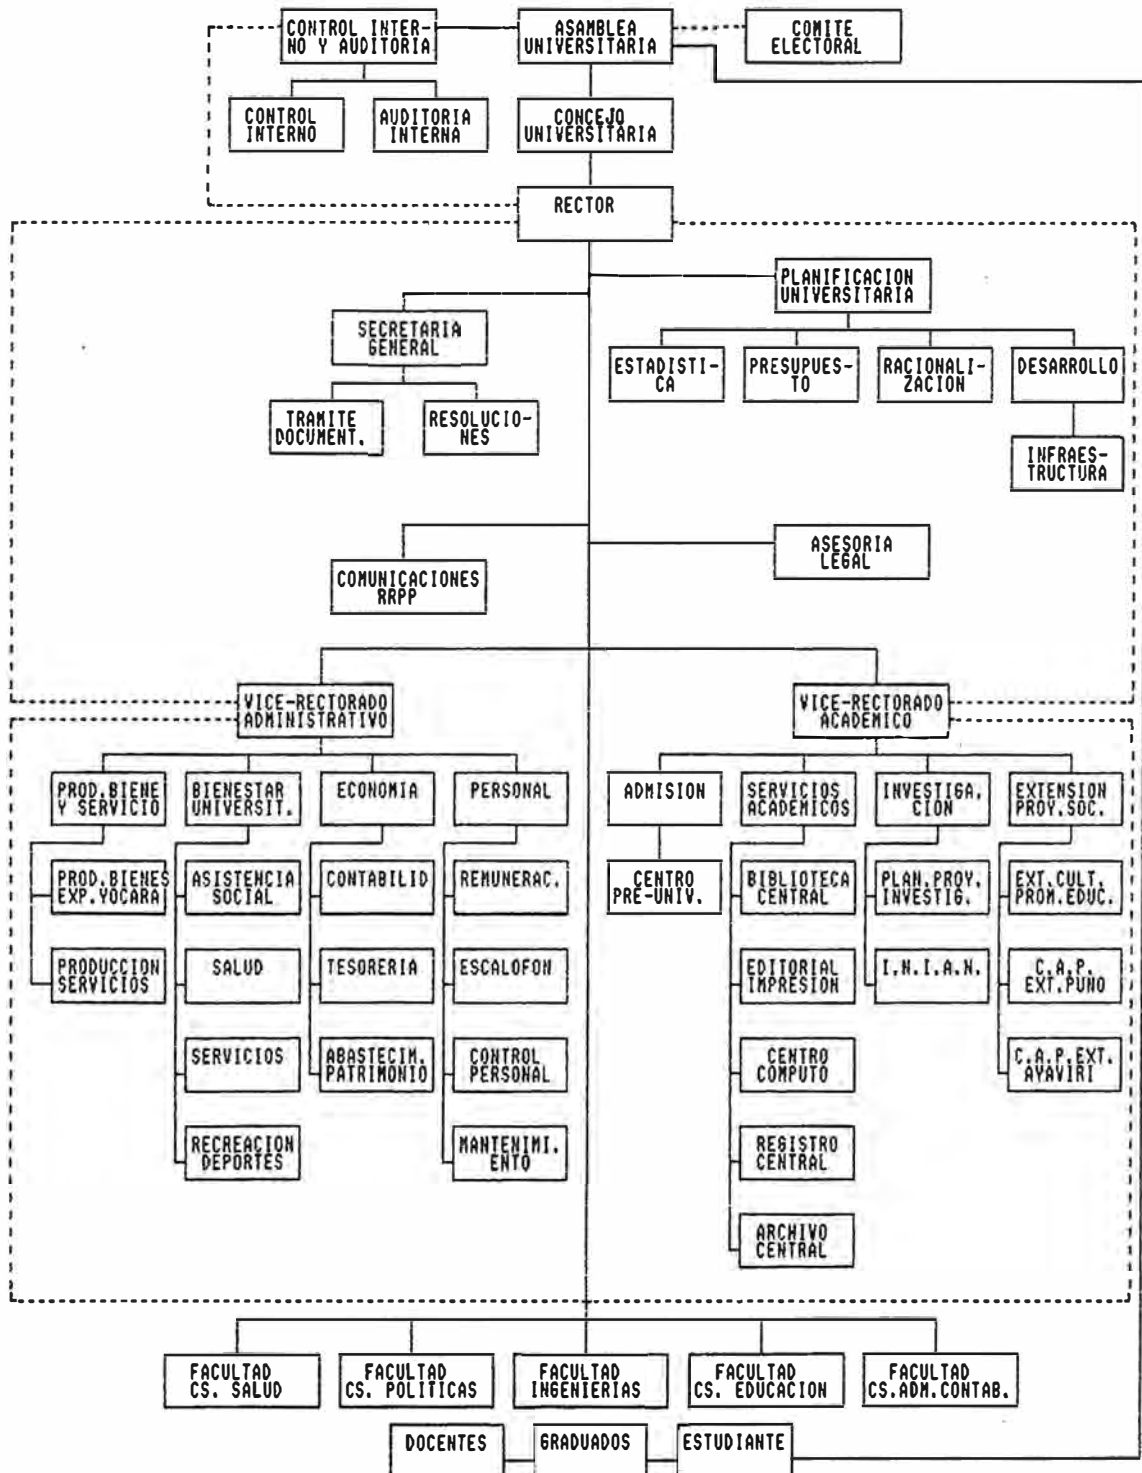 CONTROL INTER-
NO Y AUDITORIA
ASAMBLEA
UNIVERSITARIA
COMITE
ELECTORAL
CONTROL
INTERNO
AUDITORIA
INTERNA
CONCEJO
UNIVERSITARIA
RECTOR
PLANIFICACION
UNIVERSITARIA
SECRETARIA
GENERAL
ESTADISTI-
CA
PRESUPUES-
TO
RACIONALI-
ZACION
DESARROLLO
TRAMITE
DOCUMENT.
RESOLUCIO-
NES
INFRAES-
TRUCTURA
ASESORIA
LEGAL
COMUNICACIONES
RRPP
VICE-RECTORADO
ADMINISTRATIVO
VICE-RECTORADO
ACADEMICO
PROD.BIENE
Y SERVICIO
BIENESTAR
UNIVERSIT.
ECONOMIA
PERSONAL
ADMISION
SERVICIOS
ACADEMICOS
INVESTIGA.
CION
EXTENSION
PROY.SOC.
PROD.BIENES
EXP.YOCARA
ASISTENCIA
SOCIAL
CONTABILID
REMUNERAC.
CENTRO
PRE-UNIV.
BIBLIOTECA
CENTRAL
PLAN.PROY.
INVESTIG.
EXT.CULT.
PROM.EDUC.
PRODUCCION
SERVICIOS
SALUD
TESORERIA
ESCALOFON
EDITORIAL
IMPRESION
I.N.I.A.N.
C.A.P.
EXT.PUNO
SERVICIOS
ABASTECIM.
PATRIMONIO
CONTROL
PERSONAL
CENTRO
COMPUTO
C.A.P.EXT.
AYAVIRI
RECREACION
DEPORTES
MANTENIMI.
ENTO
REGISTRO
CENTRAL
ARCHIVO
CENTRAL
FACULTAD
CS. SALUD
FACULTAD
CS. POLITICAS
FACULTAD
INGENIERIAS
FACULTAD
CS. EDUCACION
FACULTAD
CS.ADM.CONTAB.
DOCENTES
GRADUADOS
ESTUDIANTE